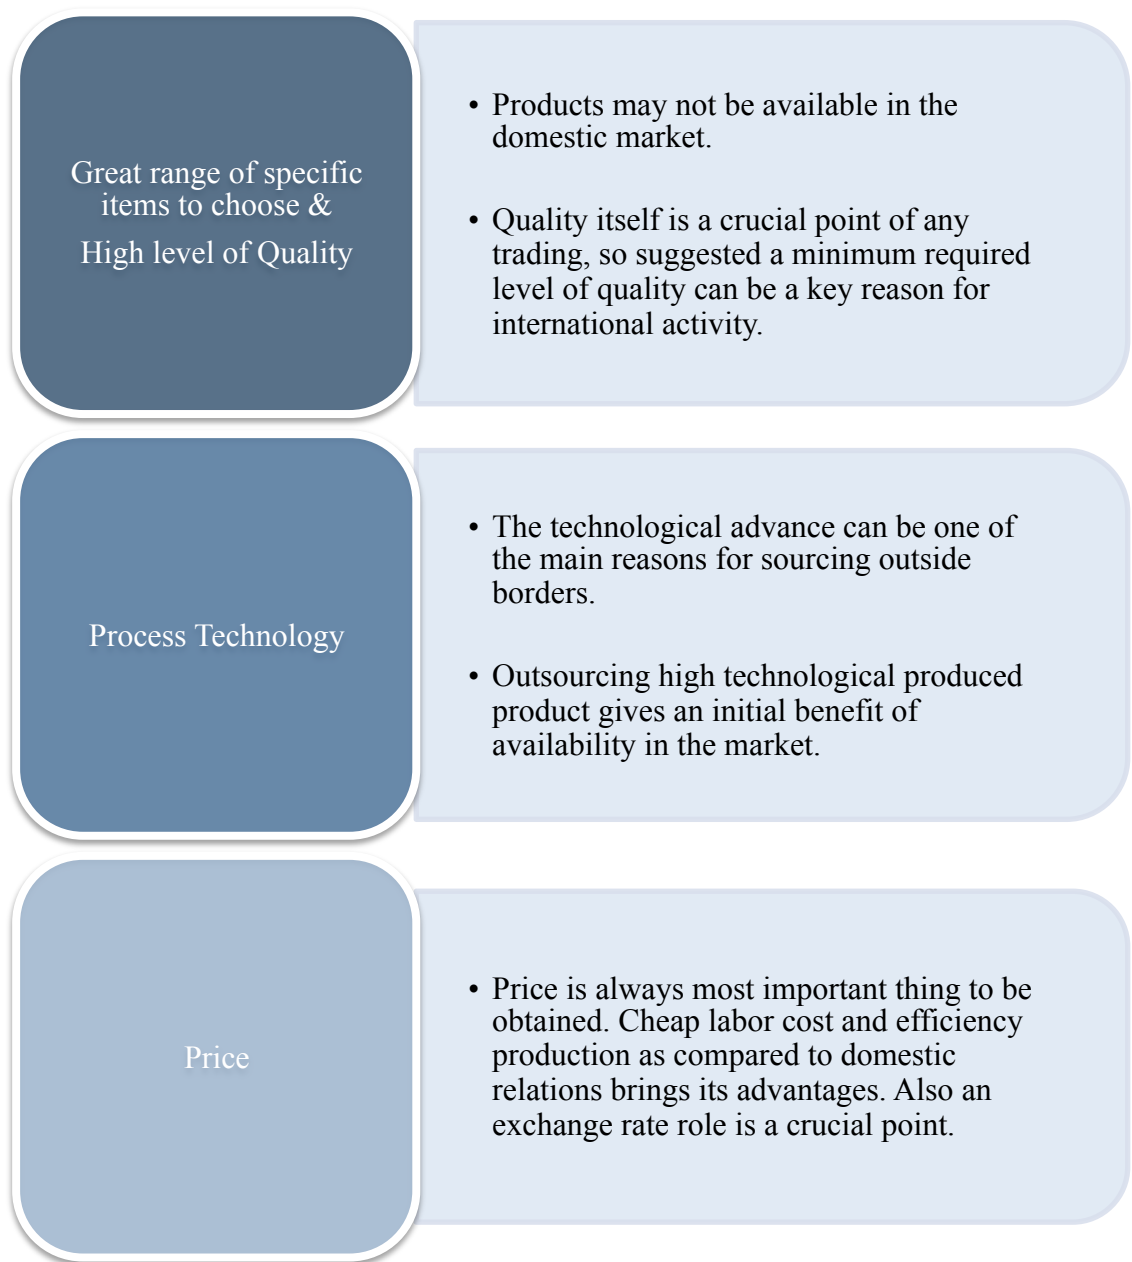 Great range of specific
items to choose &
High level of Quality
• Products may not be available in the
domestic market.
• Quality itself is a crucial point of any
trading, so suggested a minimum required
level of quality can be a key reason for
international activity.
Process Technology
• The technological advance can be one of
the main reasons for sourcing outside
borders.
• Outsourcing high technological produced
product gives an initial benefit of
availability in the market.
Price
• Price is always most important thing to be
obtained. Cheap labor cost and efficiency
production as compared to domestic
relations brings its advantages. Also an
exchange rate role is a crucial point.